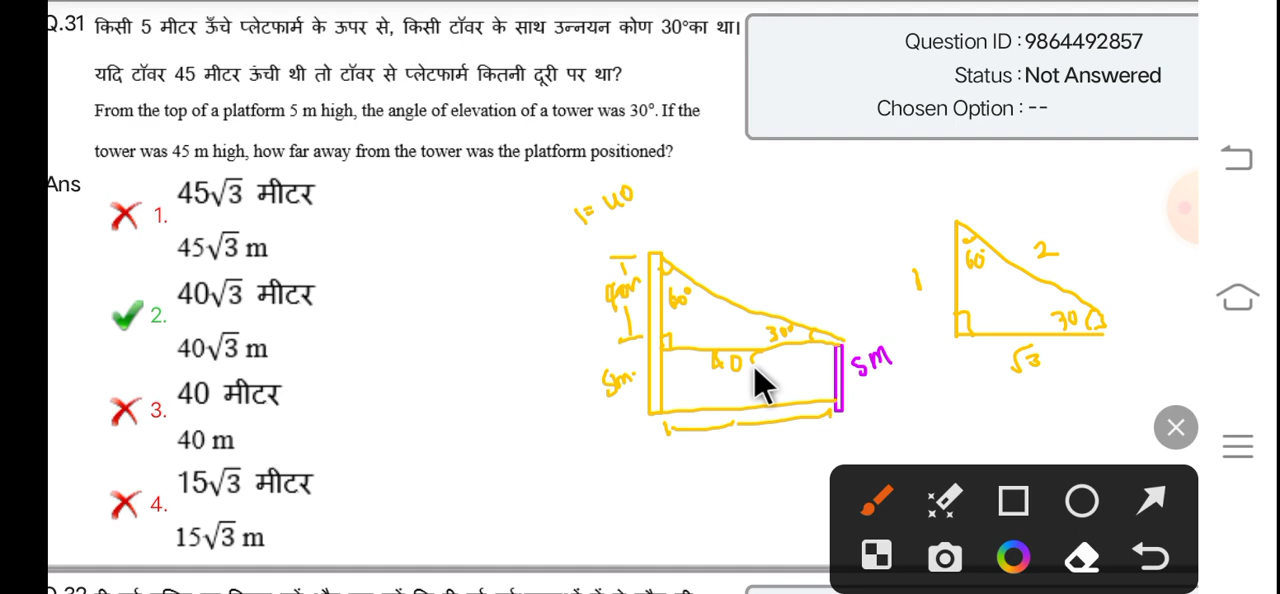 Q.31 किसी 5 मीटर ऊँचे प्लेटफार्म के ऊपर से, किसी टॉवर के साथ उन्नयन कोण 30°का था।
यदि टॉवर 45 मीटर ऊंची थी तो टॉवर से प्लेटफार्म कितनी दूरी पर था?
From the top of a platform 5 m high, the angle of elevation of a tower was 30°. If the
tower was 45 m high, how far away from the tower was the platform positioned?
Question ID : 9864492857
Status : Not Answered
Chosen Option : --
Ans
1. 45√3 मीटर
45√3 m
2. 40√3 मीटर
40√3 m
3. 40 मीटर
40 m
4. 15√3 मीटर
15√3 m
1 = 40
60°
30°
40
5m
5m.
60°
2
1
30
√3